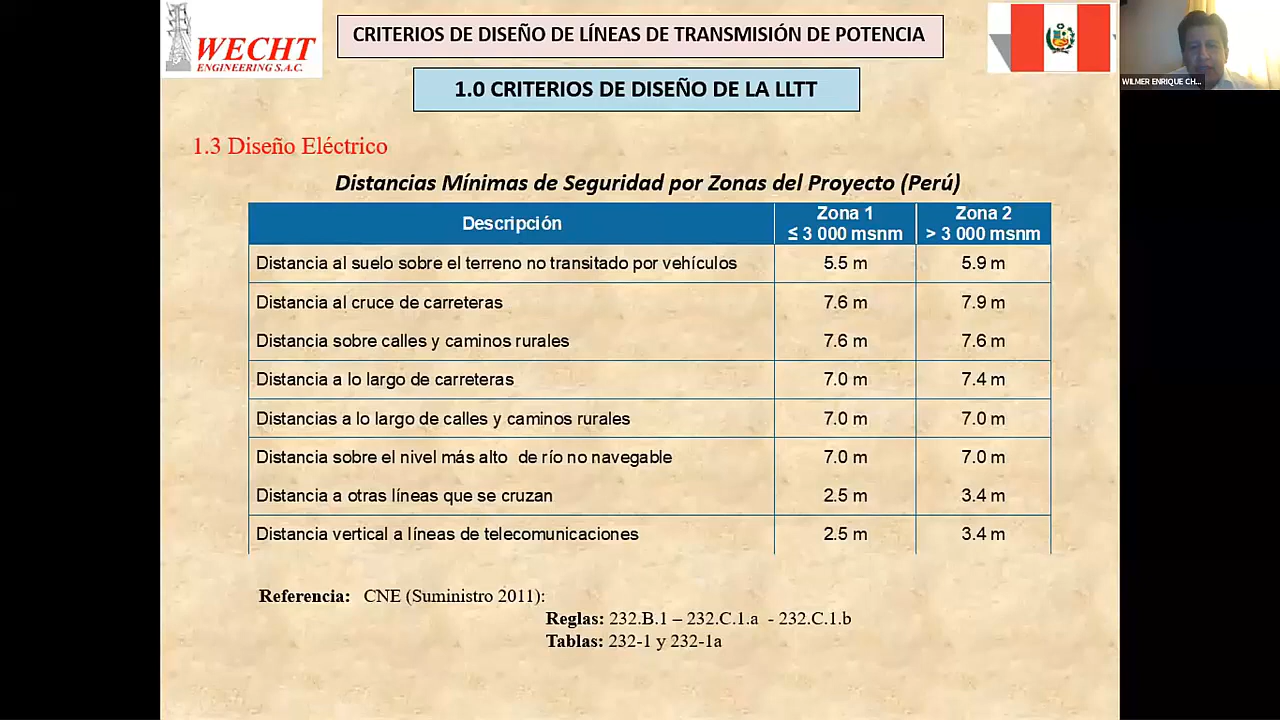 WECHT
ENGINEERING S.A.C.
CRITERIOS DE DISEÑO DE LÍNEAS DE TRANSMISIÓN DE POTENCIA
WILMER ENRIQUE CH...
1.0 CRITERIOS DE DISEÑO DE LA LLTT
1.3 Diseño Eléctrico
Distancias Mínimas de Seguridad por Zonas del Proyecto (Perú)
Descripción Zona 1 ≤ 3 000 msnm Zona 2 > 3 000 msnm
Distancia al suelo sobre el terreno no transitado por vehículos 5.5 m 5.9 m
Distancia al cruce de carreteras 7.6 m 7.9 m
Distancia sobre calles y caminos rurales 7.6 m 7.6 m
Distancia a lo largo de carreteras 7.0 m 7.4 m
Distancias a lo largo de calles y caminos rurales 7.0 m 7.0 m
Distancia sobre el nivel más alto de río no navegable 7.0 m 7.0 m
Distancia a otras líneas que se cruzan 2.5 m 3.4 m
Distancia vertical a líneas de telecomunicaciones 2.5 m 3.4 m
Referencia: CNE (Suministro 2011):
Reglas: 232.B.1 – 232.C.1.a - 232.C.1.b
Tablas: 232-1 y 232-1a